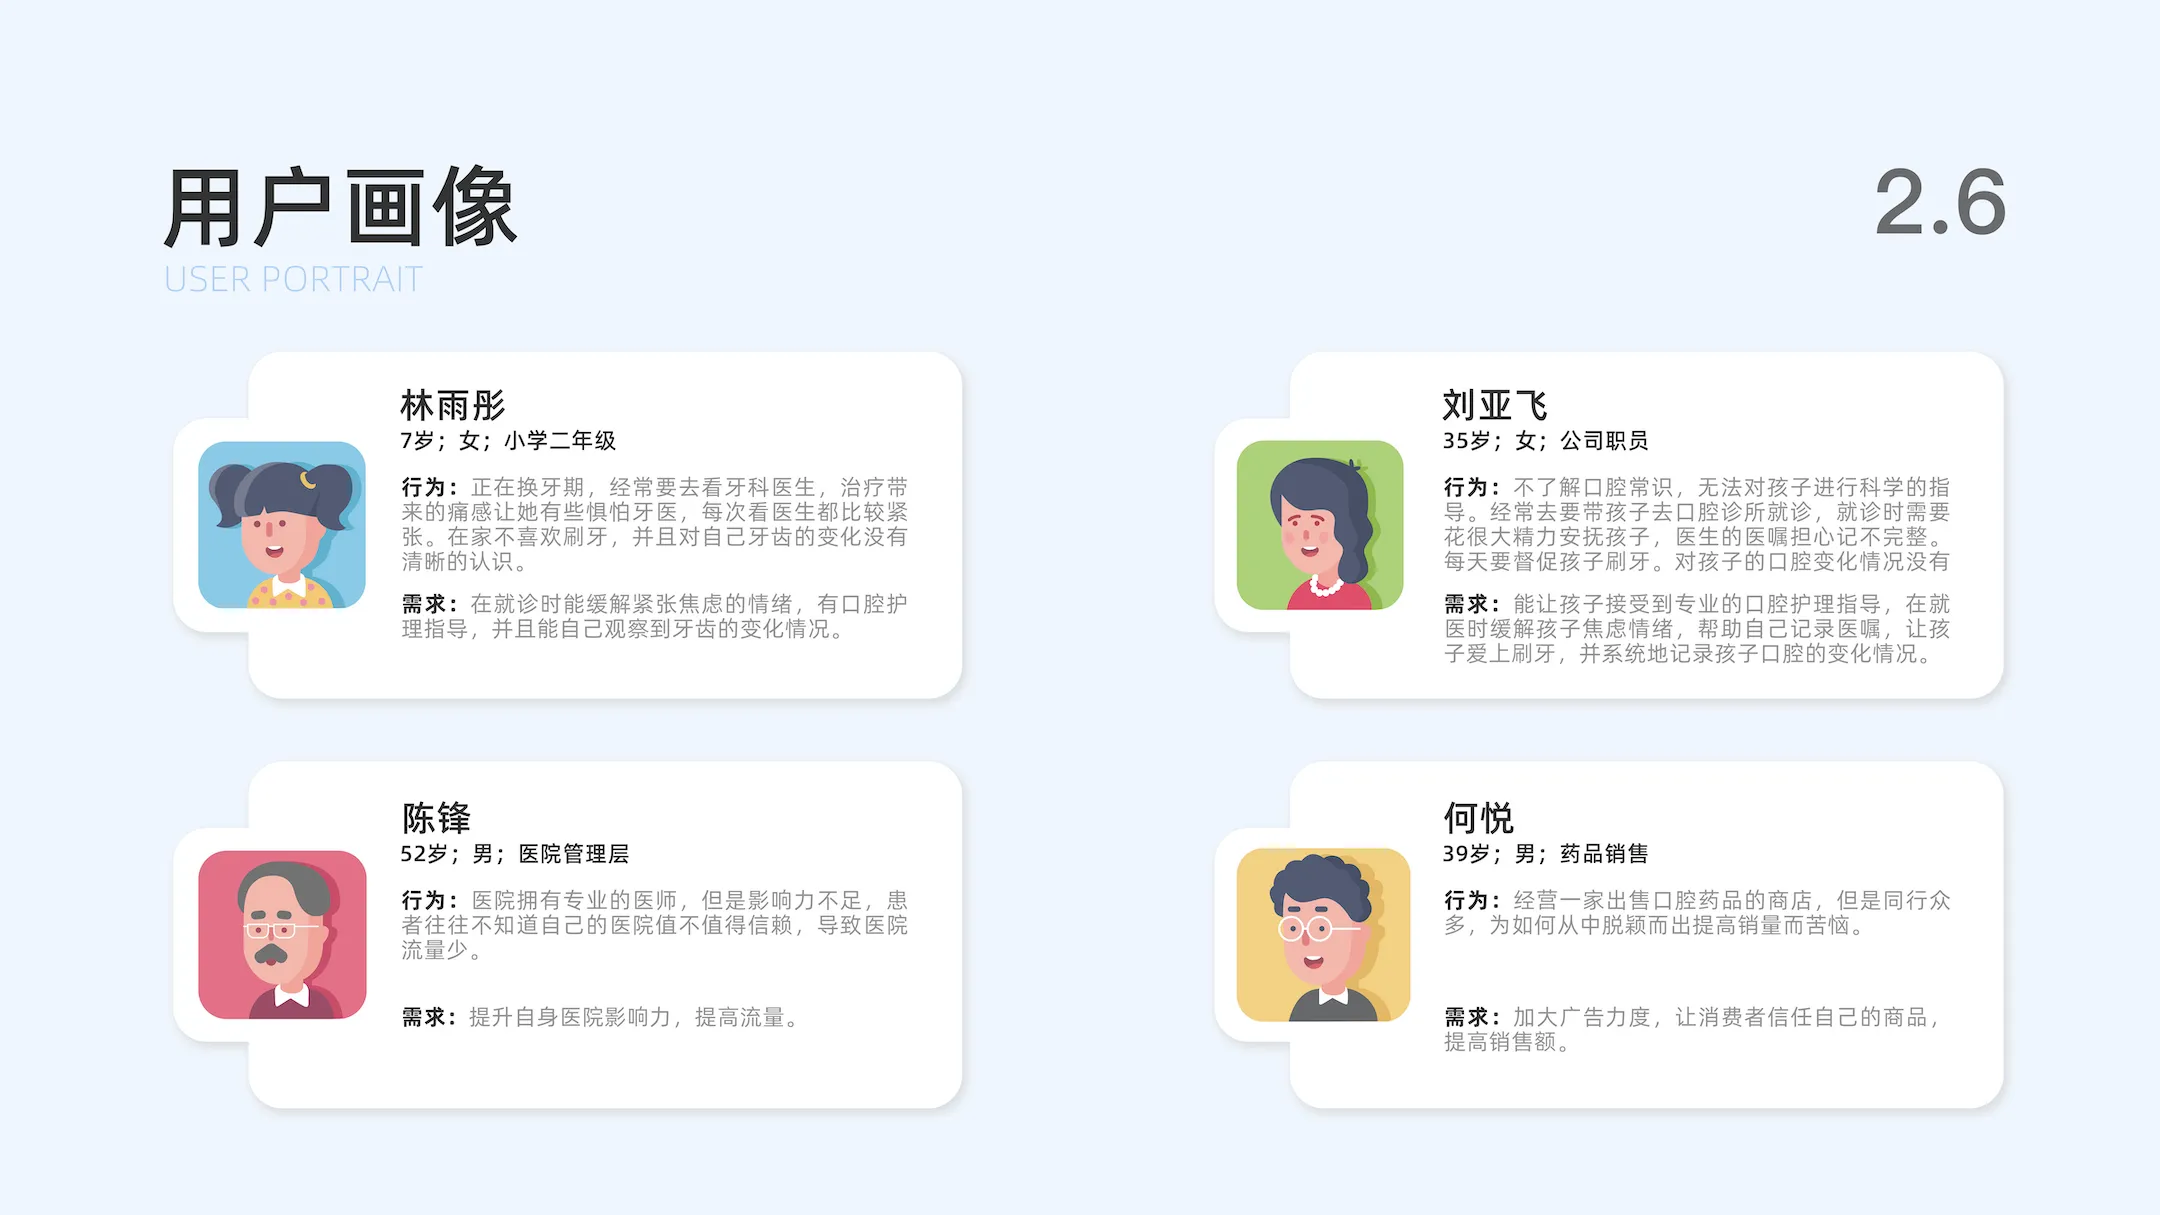 用户画像
2.6
USER PORTRAIT
林雨彤
7岁；女；小学二年级
行为：正在换牙期，经常要去看牙科医生，治疗带
来的痛感让她有些惧怕牙医，每次看医生都比较紧
张。在家不喜欢刷牙，并且对自己牙齿的变化没有
清晰的认识。
需求：在就诊时能缓解紧张焦虑的情绪，有口腔护
理指导，并且能自己观察到牙齿的变化情况。
刘亚飞
35岁；女；公司职员
行为：不了解口腔常识，无法对孩子进行科学的指
导。经常去要带孩子去口腔诊所就诊，就诊时需要
花很大精力安抚孩子，医生的医嘱担心记不完整。
每天要督促孩子刷牙。对孩子的口腔变化情况没有
需求：能让孩子接受到专业的口腔护理指导，在就
医时缓解孩子焦虑情绪，帮助自己记录医嘱，让孩
子爱上刷牙，并系统地记录孩子口腔的变化情况。
陈锋
52岁；男；医院管理层
行为：医院拥有专业的医师，但是影响力不足，患
者往往不知道自己的医院值不值得信赖，导致医院
流量少。
需求：提升自身医院影响力，提高流量。
何悦
39岁；男；药品销售
行为：经营一家出售口腔药品的商店，但是同行众
多，为如何从中脱颖而出提高销量而苦恼。
需求：加大广告力度，让消费者信任自己的商品，
提高销售额。